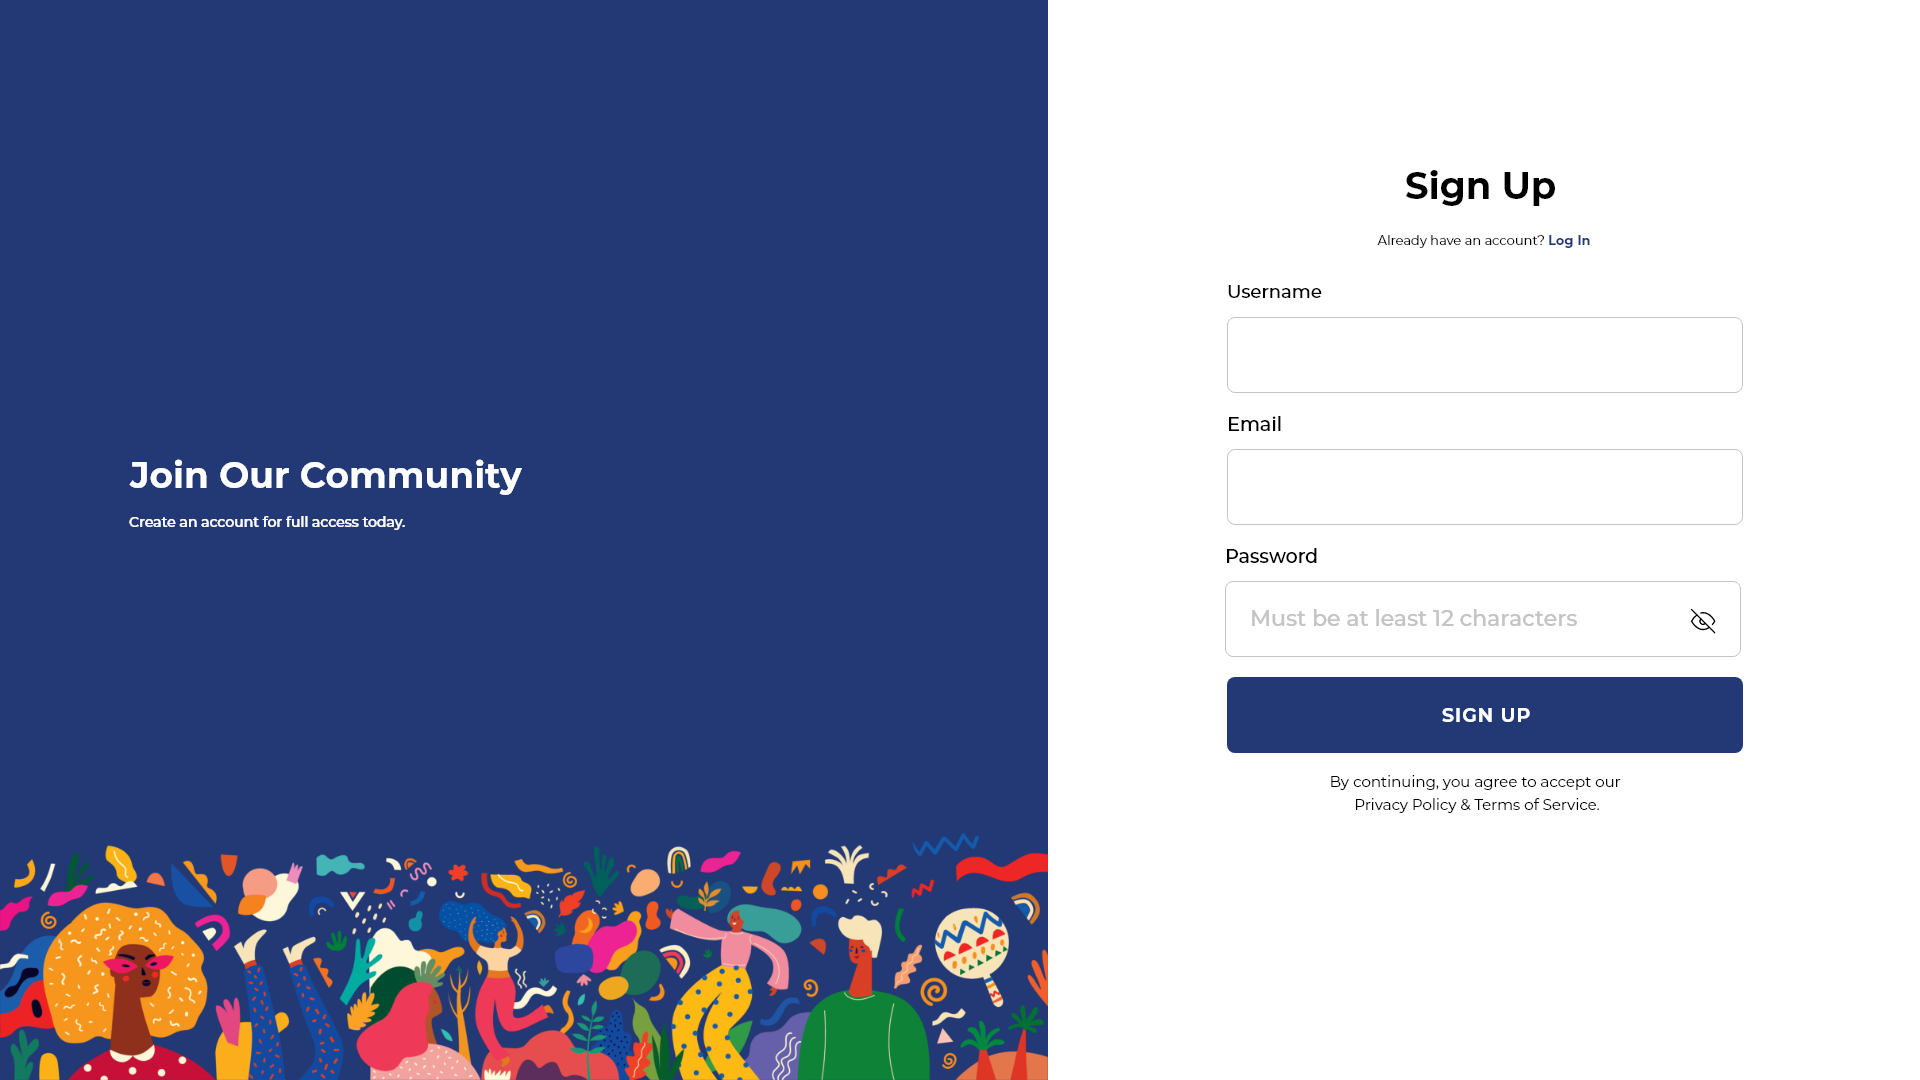 Join Our Community
Create an account for full access today.
Sign Up
Already have an account? Log In
Username
Email
Password
Must be at least 12 characters
SIGN UP
By continuing, you agree to accept our
Privacy Policy & Terms of Service.